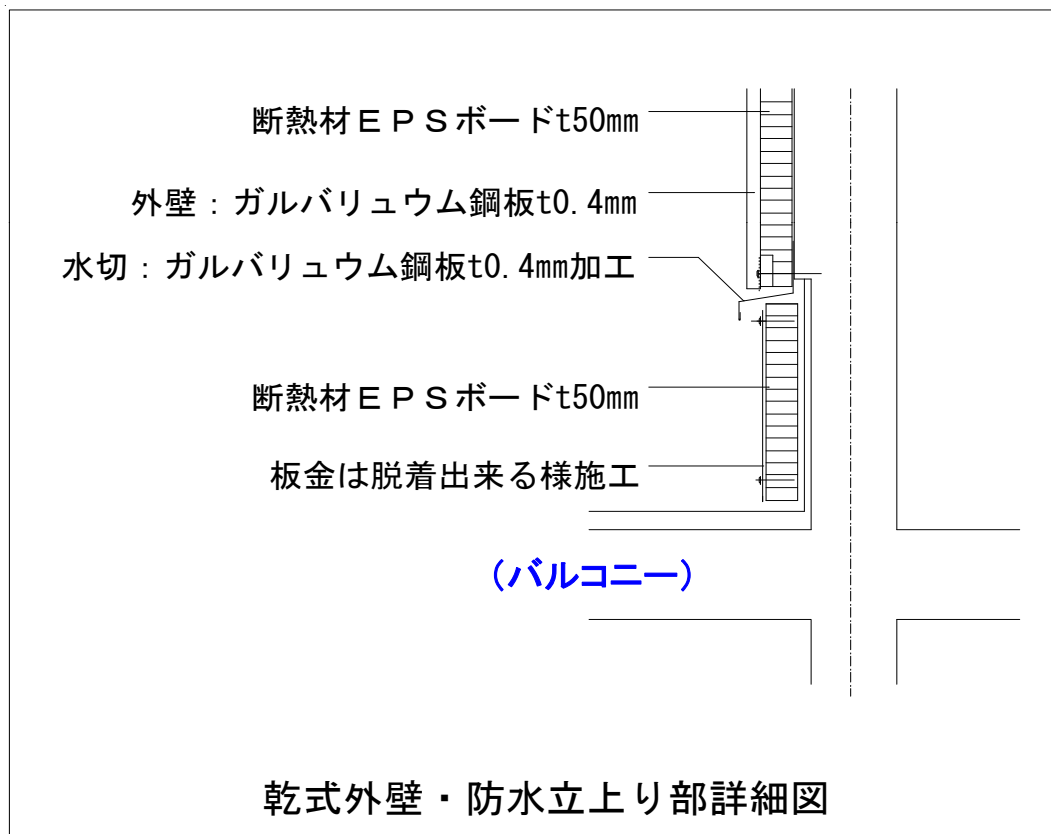 断熱材ＥＰＳボードt50mm
外壁：ガルバリュウム鋼板t0.4mm
水切：ガルバリュウム鋼板t0.4mm加工
断熱材ＥＰＳボードt50mm
板金は脱着出来る様施工
（バルコニー）
乾式外壁・防水立上り部詳細図